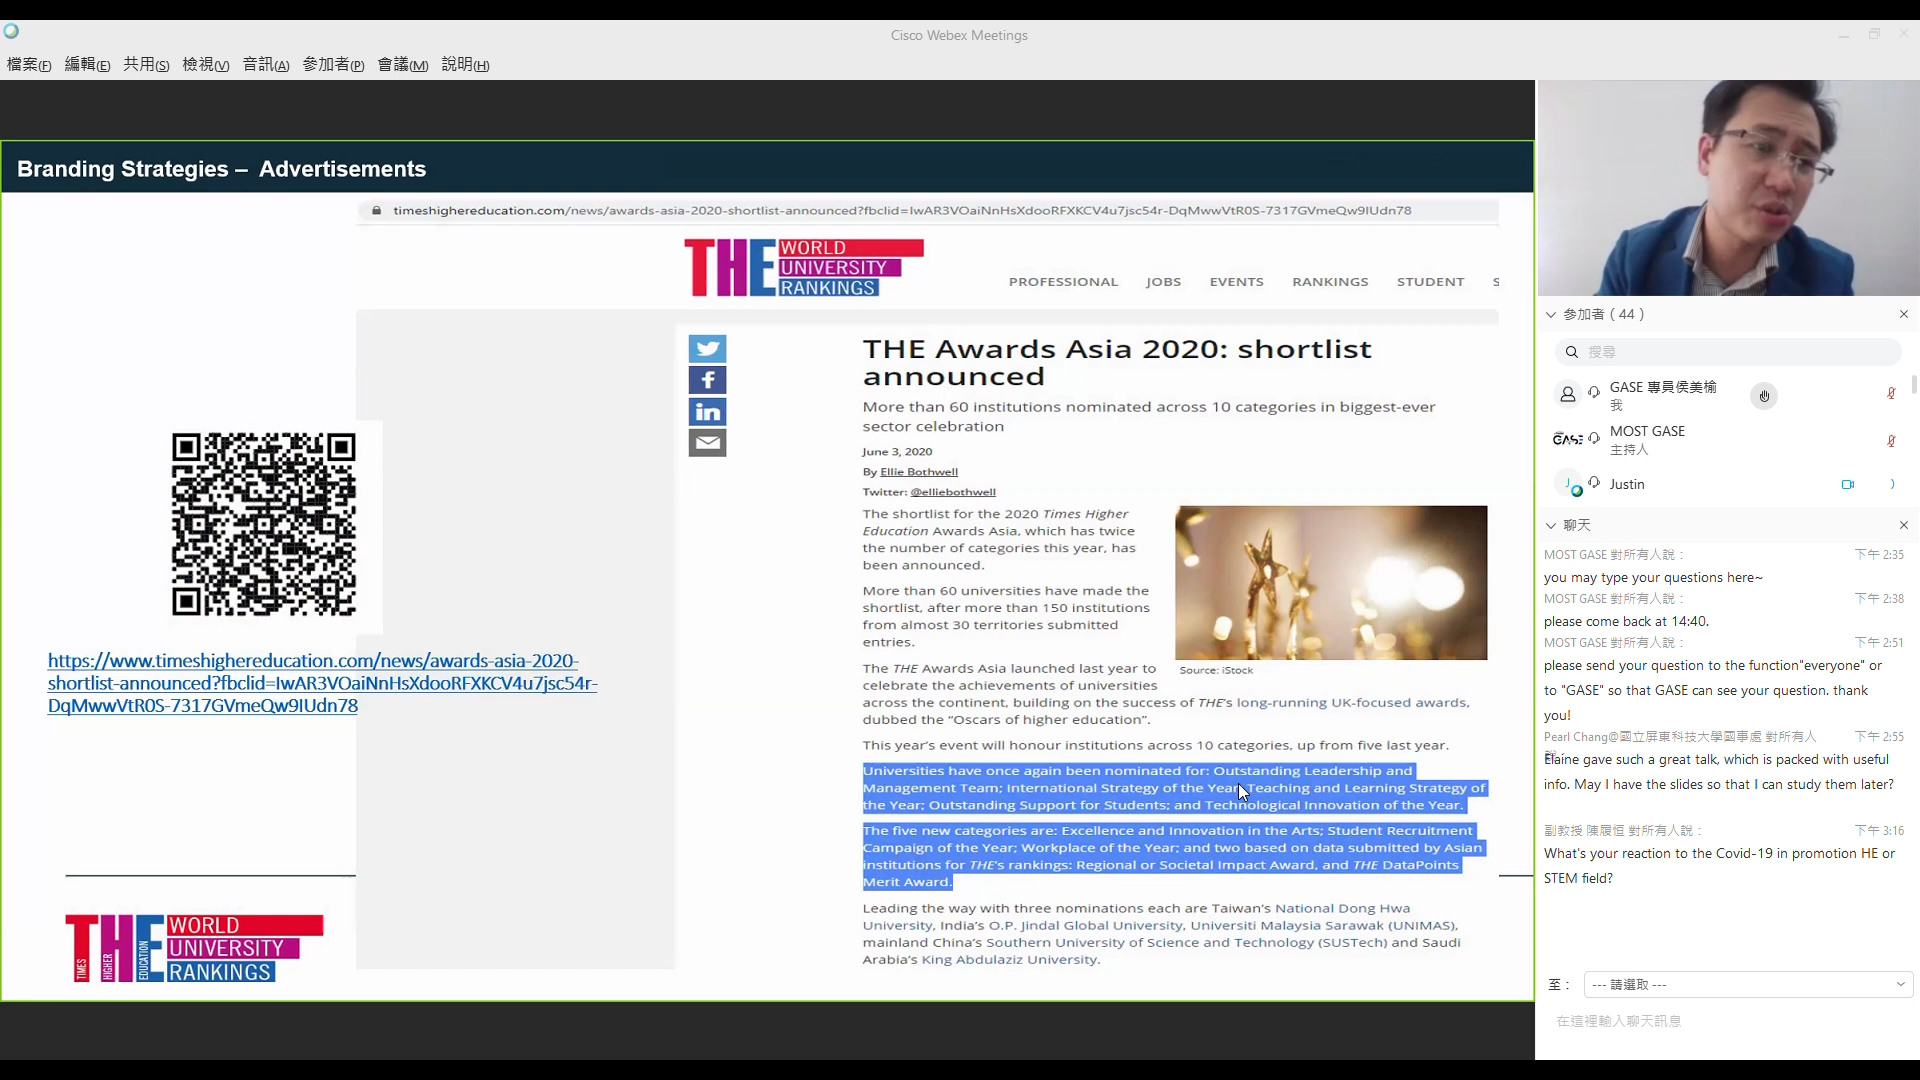 Cisco Webex Meetings
檔案(F) 編輯(E) 共用(S) 檢視(V) 音訊(A) 參加者(P) 會議(M) 說明(H)
Branding Strategies – Advertisements
timeshighereducation.com/news/awards-asia-2020-shortlist-announced?fbclid=IwAR3VOaiNnHsXdooRFXKCV4u7jsc54r-DqMwwVtR0S-7317GVmeQw9IUdn78
THE WORLD UNIVERSITY RANKINGS
PROFESSIONAL JOBS EVENTS RANKINGS STUDENT S
THE Awards Asia 2020: shortlist
announced
More than 60 institutions nominated across 10 categories in biggest-ever
sector celebration
June 3, 2020
By Ellie Bothwell
Twitter: @elliebothwell
The shortlist for the 2020 Times Higher
Education Awards Asia, which has twice
the number of categories this year, has
been announced.
More than 60 universities have made the
shortlist, after more than 150 institutions
from almost 30 territories submitted
entries.
Source: iStock
The THE Awards Asia launched last year to
celebrate the achievements of universities
across the continent, building on the success of THE's long-running UK-focused awards,
dubbed the “Oscars of higher education”.
This year’s event will honour institutions across 10 categories, up from five last year.
Universities have once again been nominated for: Outstanding Leadership and
Management Team; International Strategy of the Year; Teaching and Learning Strategy of
the Year; Outstanding Support for Students; and Technological Innovation of the Year.
The five new categories are: Excellence and Innovation in the Arts; Student Recruitment
Campaign of the Year; Workplace of the Year; and two based on data submitted by Asian
institutions for THE’s rankings: Regional or Societal Impact Award, and THE DataPoints
Merit Award.
Leading the way with three nominations each are Taiwan’s National Dong Hwa
University, India’s O.P. Jindal Global University, Universiti Malaysia Sarawak (UNIMAS),
mainland China’s Southern University of Science and Technology (SUSTech) and Saudi
Arabia’s King Abdulaziz University.
https://www.timeshighereducation.com/news/awards-asia-2020-
shortlist-announced?fbclid=IwAR3VOaiNnHsXdooRFXKCV4u7jsc54r-
DqMwwVtR0S-7317GVmeQw9IUdn78
TIMES HIGHER EDUCATION
THE WORLD UNIVERSITY RANKINGS
參加者 ( 44 )
搜尋
GASE 專員侯美榆
我
GASE
MOST GASE
主持人
J
Justin
聊天
MOST GASE 對所有人說： 下午 2:35
you may type your questions here~
MOST GASE 對所有人說： 下午 2:38
please come back at 14:40.
MOST GASE 對所有人說： 下午 2:51
please send your question to the function"everyone" or
to "GASE" so that GASE can see your question. thank
you!
Pearl Chang@國立屏東科技大學國事處 對所有人 下午 2:55
Elaine gave such a great talk, which is packed with useful
info. May I have the slides so that I can study them later?
副教授 陳履恒 對所有人說： 下午 3:16
What's your reaction to the Covid-19 in promotion HE or
STEM field?
至： --- 請選取 ---
在這裡輸入聊天訊息